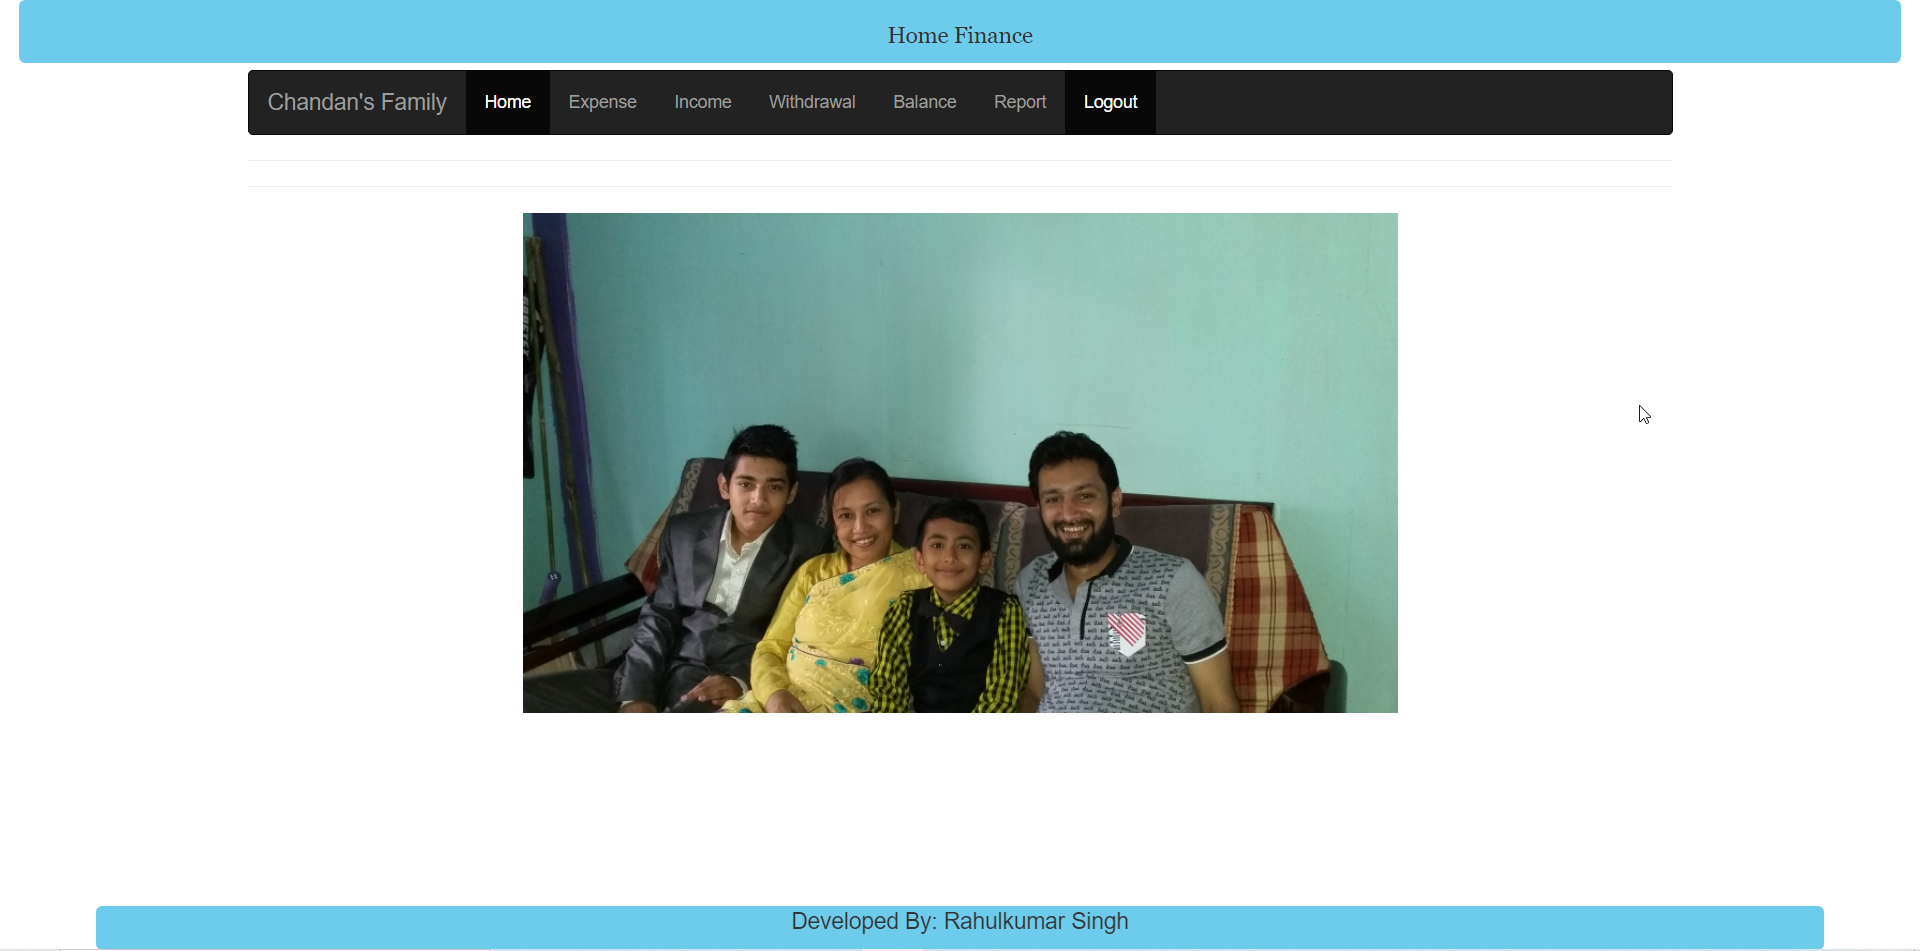 Home Finance
Chandan's Family Home Expense Income Withdrawal Balance Report Logout
Developed By: Rahulkumar Singh